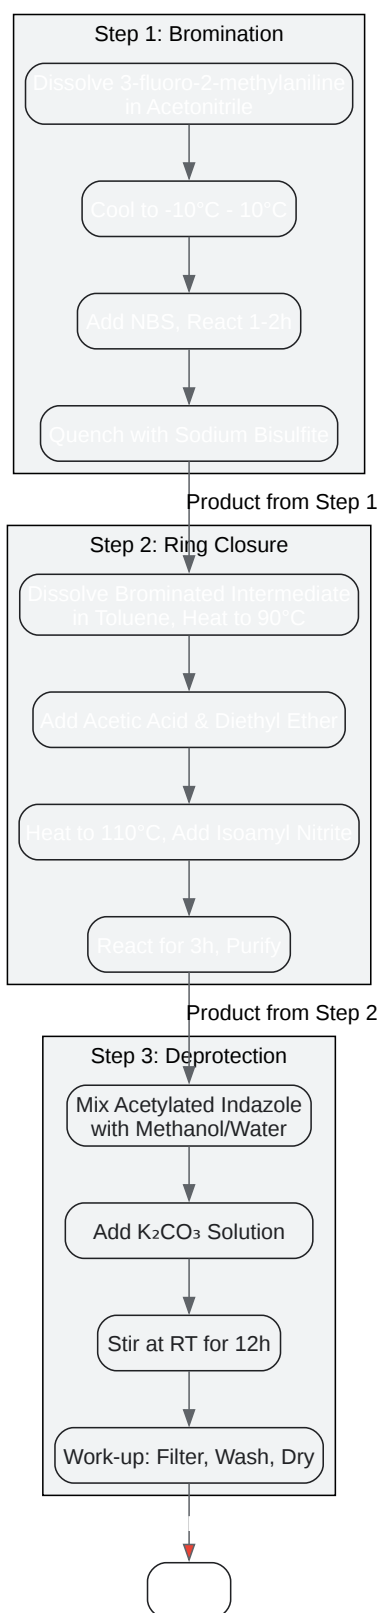 Step 1: Bromination
Dissolve 3-fluoro-2-methylaniline
in Acetonitrile
Cool to -10°C - 10°C
Add NBS, React 1-2h
Quench with Sodium Bisulfite
Product from Step 1
Step 2: Ring Closure
Dissolve Brominated Intermediate
in Toluene, Heat to 90°C
Add Acetic Acid & Diethyl Ether
Heat to 110°C, Add Isoamyl Nitrite
React for 3h, Purify
Product from Step 2
Step 3: Deprotection
Mix Acetylated Indazole
with Methanol/Water
Add K₂CO₃ Solution
Stir at RT for 12h
Work-up: Filter, Wash, Dry